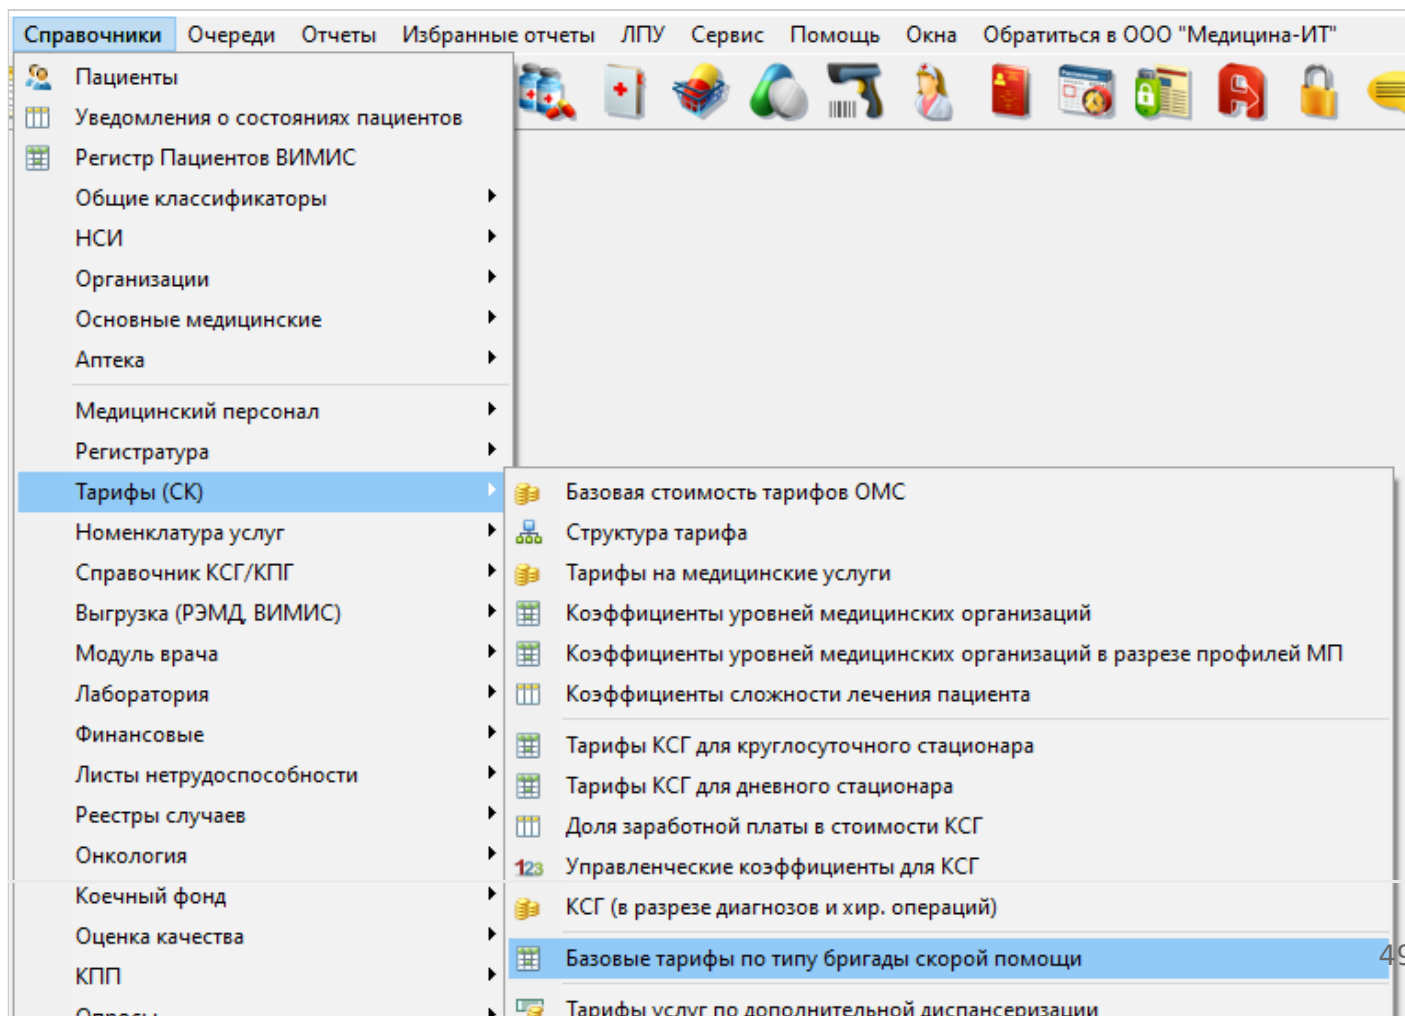 Справочники Очереди Отчеты Избранные отчеты ЛПУ Сервис Помощь Окна Обратиться в ООО "Медицина-ИТ"
Пациенты
Уведомления о состояниях пациентов
Регистр Пациентов ВИМИС
Общие классификаторы
НСИ
Организации
Основные медицинские
Аптека
Медицинский персонал
Регистратура
Тарифы (СК)
Номенклатура услуг
Справочник КСГ/КПГ
Выгрузка (РЭМД, ВИМИС)
Модуль врача
Лаборатория
Финансовые
Листы нетрудоспособности
Реестры случаев
Онкология
Коечный фонд
Оценка качества
КПП
Опросы
Базовая стоимость тарифов ОМС
Структура тарифа
Тарифы на медицинские услуги
Коэффициенты уровней медицинских организаций
Коэффициенты уровней медицинских организаций в разрезе профилей МП
Коэффициенты сложности лечения пациента
Тарифы КСГ для круглосуточного стационара
Тарифы КСГ для дневного стационара
Доля заработной платы в стоимости КСГ
123 Управленческие коэффициенты для КСГ
КСГ (в разрезе диагнозов и хир. операций)
Базовые тарифы по типу бригады скорой помощи
49
Тарифы услуг по дополнительной диспансеризации